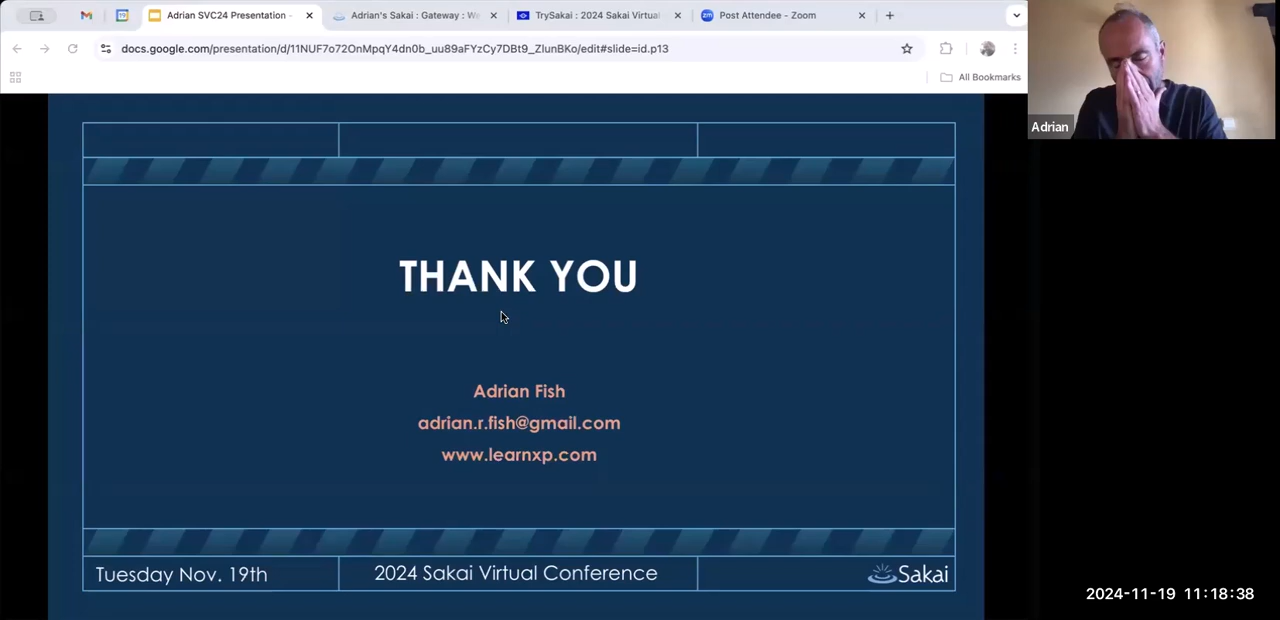 Adrian SVC24 Presentation -
Adrian's Sakai : Gateway : We
TrySakai : 2024 Sakai Virtual
Post Attendee - Zoom
docs.google.com/presentation/d/11NUF7o72OnMpqY4dn0b_uu89aFYzCy7DBt9_ZlunBKo/edit#slide=id.p13
All Bookmarks
Adrian
THANK YOU
Adrian Fish
adrian.r.fish@gmail.com
www.learnxp.com
Tuesday Nov. 19th
2024 Sakai Virtual Conference
Sakai
2024-11-19 11:18:38